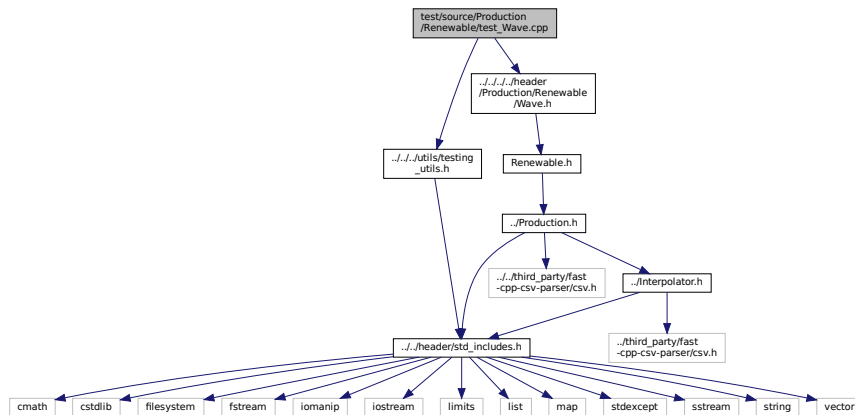 test/source/Production
/Renewable/test_Wave.cpp
../../../../header
/Production/Renewable
/Wave.h
../../../utils/testing
_utils.h
Renewable.h
../Production.h
../../third_party/fast
-cpp-csv-parser/csv.h
../Interpolator.h
../third_party/fast
-cpp-csv-parser/csv.h
../../header/std_includes.h
cmath
cstdlib
filesystem
fstream
iomanip
iostream
limits
list
map
stdexcept
sstream
string
vector